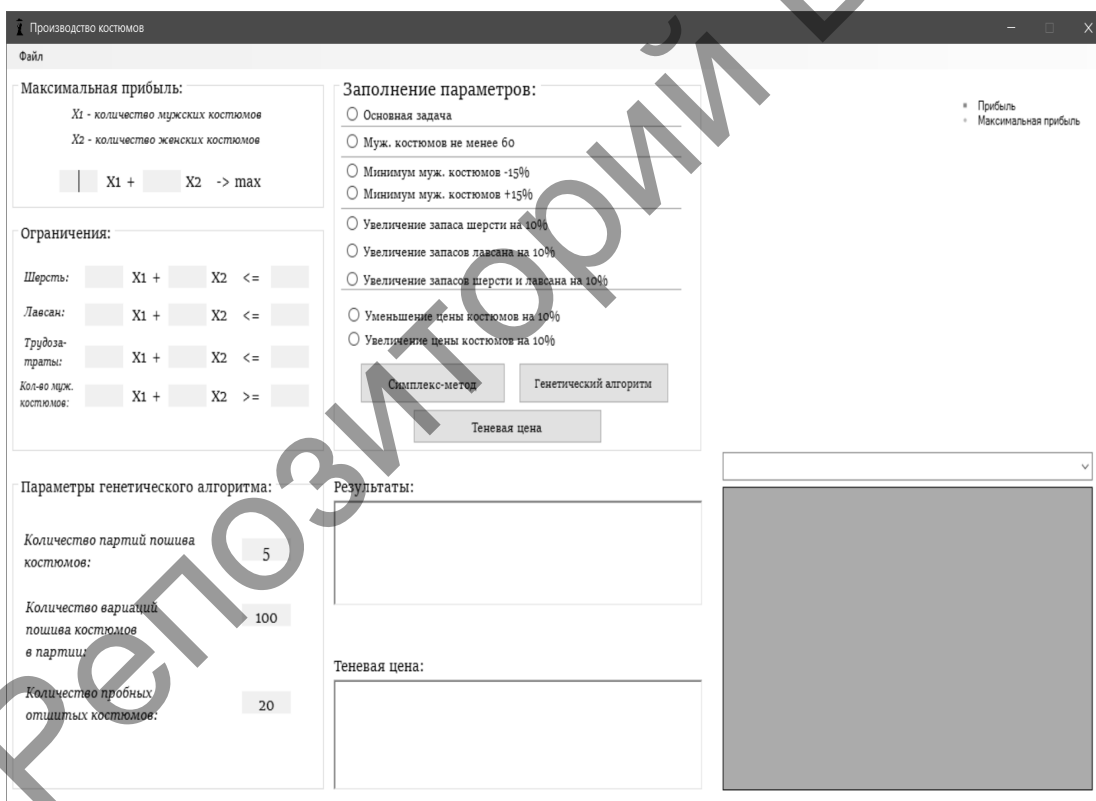 Производство костюмов
Файл
Максимальная прибыль:
X1 - количество мужских костюмов
X2 - количество женских костюмов
X1 + X2 -> max
Ограничения:
Шерсть: X1 + X2 <=
Лавсан: X1 + X2 <=
Трудоза-
траты: X1 + X2 <=
Кол-во муж.
костюмов: X1 + X2 >=
Параметры генетического алгоритма:
Количество партий пошива
костюмов: 5
Количество вариаций
пошива костюмов
в партии: 100
Количество пробных
отшитых костюмов: 20
Заполнение параметров:
Основная задача
Муж. костюмов не менее 60
Минимум муж. костюмов -15%
Минимум муж. костюмов +15%
Увеличение запаса шерсти на 10%
Увеличение запасов лавсана на 10%
Увеличение запасов шерсти и лавсана на 10%
Уменьшение цены костюмов на 10%
Увеличение цены костюмов на 10%
Симплекс-метод Генетический алгоритм
Теневая цена
Результаты:
Теневая цена:
Прибыль
Максимальная прибыль
Репозиторий